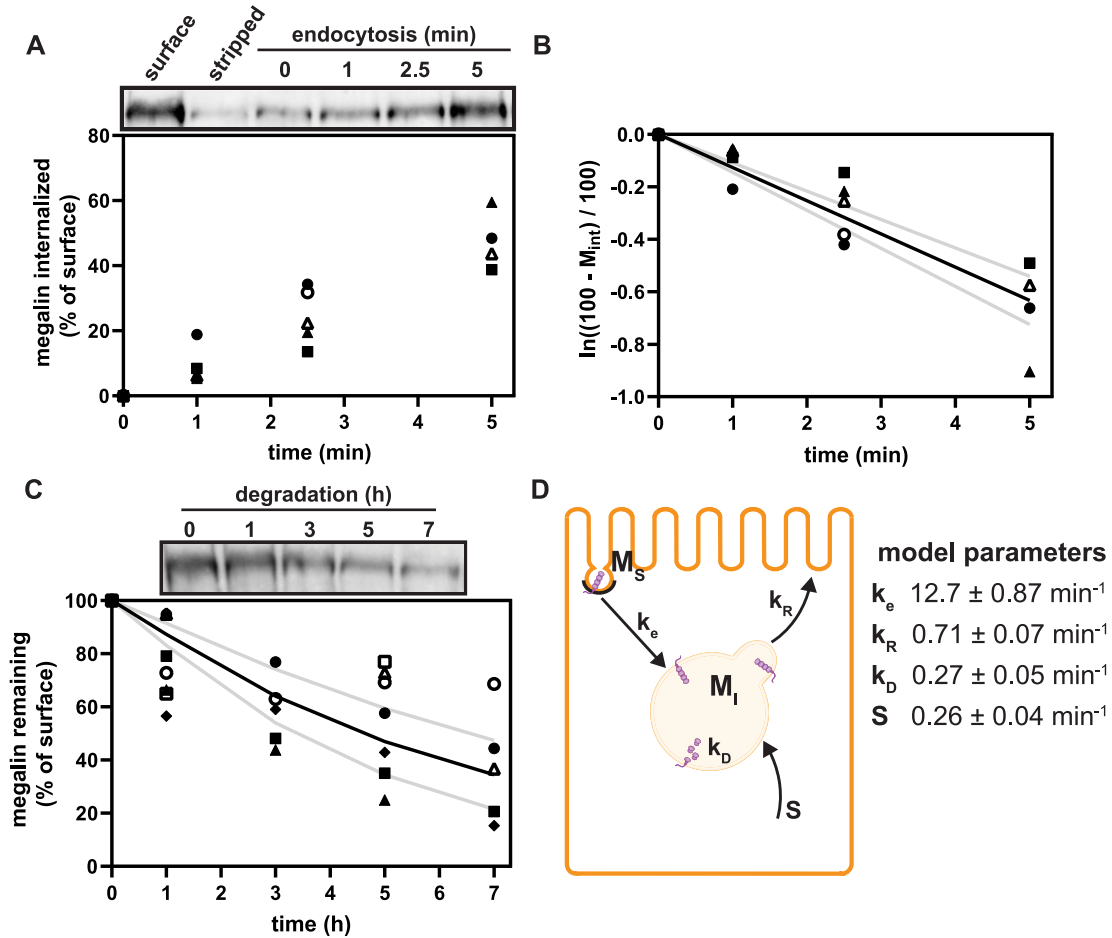 A
surface
stripped
endocytosis (min)
0 1 2.5 5
80
60
40
20
0
megalin internalized
(% of surface)
0 1 2 3 4 5
time (min)
B
0.0
-0.2
-0.4
-0.6
-0.8
-1.0
ln((100 - Mint) / 100)
0 1 2 3 4 5
time (min)
C
degradation (h)
0 1 3 5 7
100
80
60
40
20
0
megalin remaining
(% of surface)
0 1 2 3 4 5 6 7
time (h)
D
MS
ke
kR
MI
kD
S
model parameters
ke 12.7 ± 0.87 min-1
kR 0.71 ± 0.07 min-1
kD 0.27 ± 0.05 min-1
S 0.26 ± 0.04 min-1